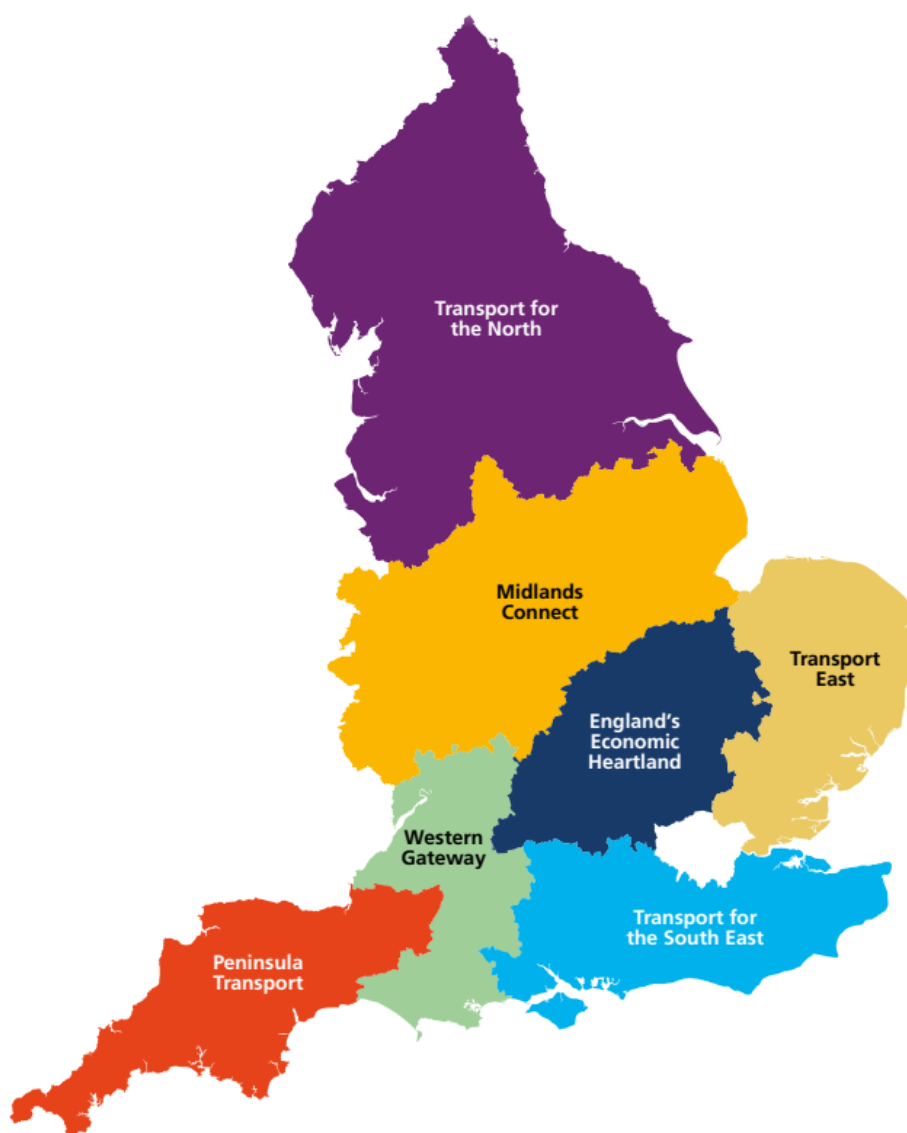 Transport for
the North
Midlands
Connect
Transport
East
England's
Economic
Heartland
Western
Gateway
Transport for
the South East
Peninsula
Transport